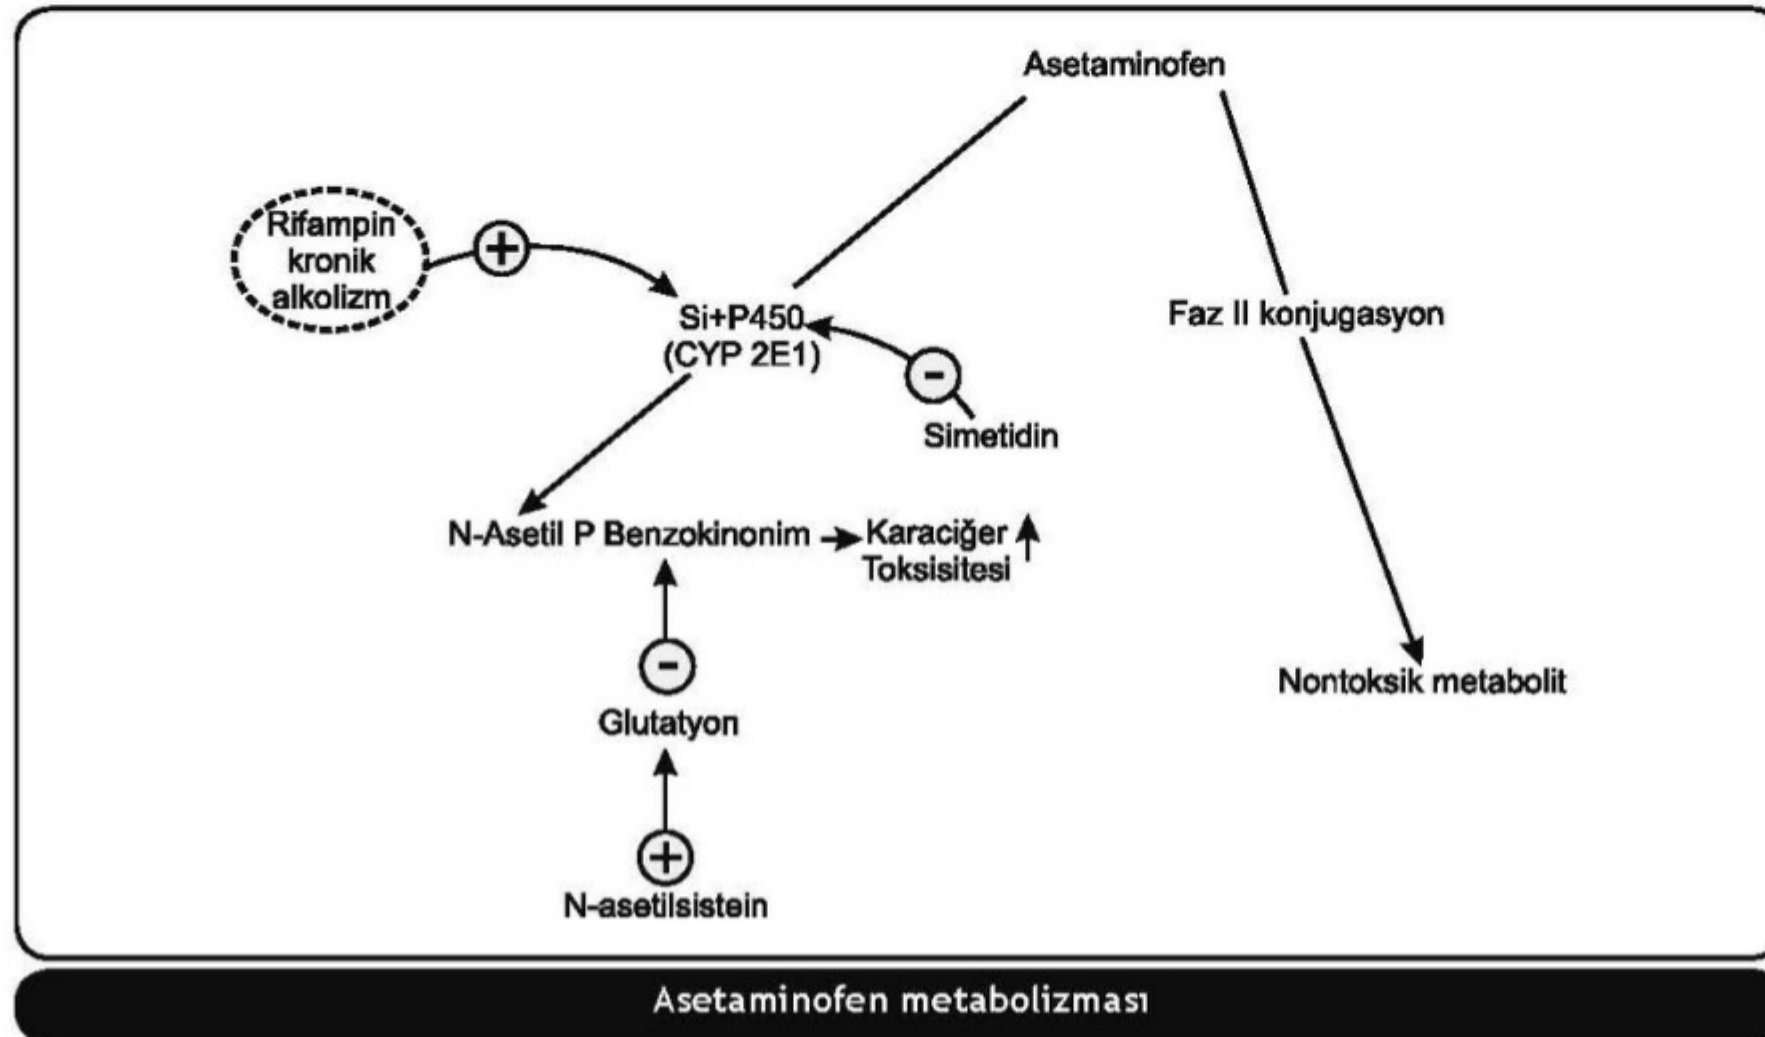 Asetaminofen
Rifampin
kronik
alkolizm
+
Si+P450
(CYP 2E1)
-
Simetidin
Faz II konjugasyon
N-Asetil P Benzokinonim
Karaciğer
Toksisitesi
-
Glutatyon
+
N-asetilsistein
Nontoksik metabolit
Asetaminofen metabolizması